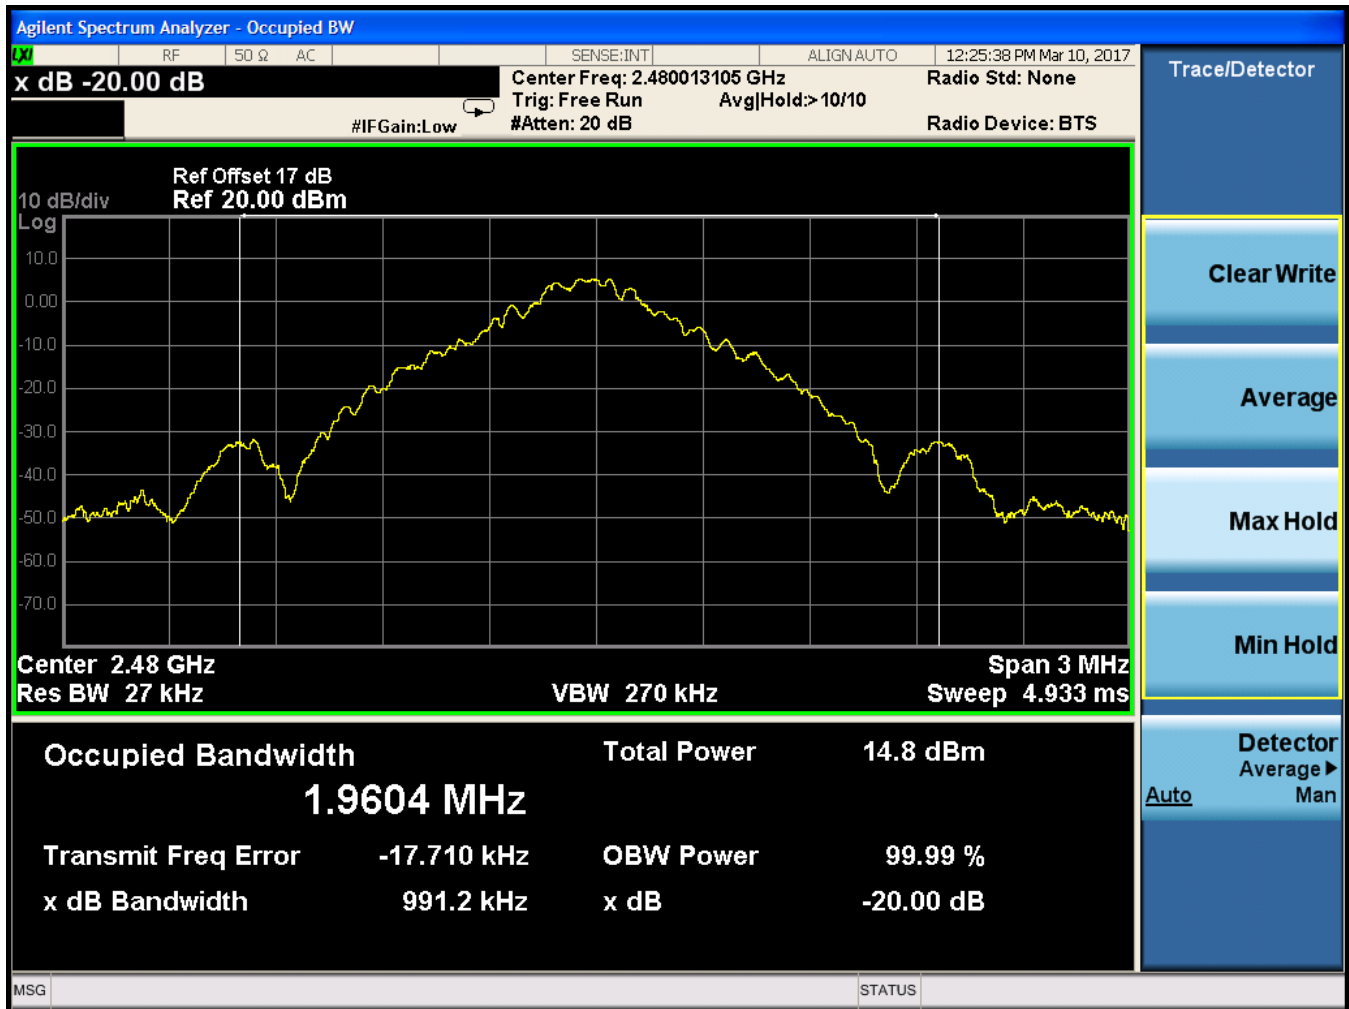 Agilent Spectrum Analyzer - Occupied BW
LXI RF 50 Ω AC SENSE:INT ALIGN AUTO 12:25:38 PM Mar 10, 2017
x dB -20.00 dB
Center Freq: 2.480013105 GHz Radio Std: None
Trig: Free Run Avg|Hold:> 10/10
#IFGain:Low #Atten: 20 dB Radio Device: BTS
Ref Offset 17 dB
10 dB/div Ref 20.00 dBm
Log
10.0
0.00
-10.0
-20.0
-30.0
-40.0
-50.0
-60.0
-70.0
Center 2.48 GHz Span 3 MHz
Res BW 27 kHz VBW 270 kHz Sweep 4.933 ms
Occupied Bandwidth Total Power 14.8 dBm
1.9604 MHz
Transmit Freq Error -17.710 kHz OBW Power 99.99 %
x dB Bandwidth 991.2 kHz x dB -20.00 dB
MSG STATUS
Trace/Detector
Clear Write
Average
Max Hold
Min Hold
Detector
Average▶
Auto Man